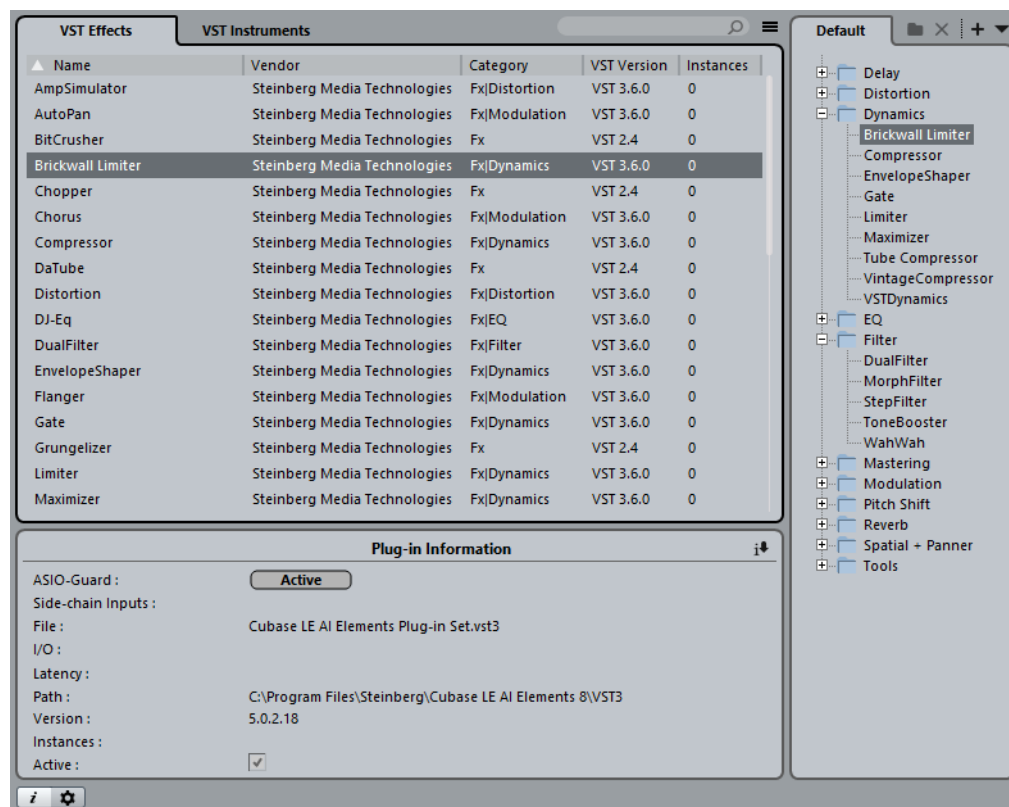 VST Effects VST Instruments
Name Vendor Category VST Version Instances
AmpSimulator Steinberg Media Technologies Fx|Distortion VST 3.6.0 0
AutoPan Steinberg Media Technologies Fx|Modulation VST 3.6.0 0
BitCrusher Steinberg Media Technologies Fx VST 2.4 0
Brickwall Limiter Steinberg Media Technologies Fx|Dynamics VST 3.6.0 0
Chopper Steinberg Media Technologies Fx VST 2.4 0
Chorus Steinberg Media Technologies Fx|Modulation VST 3.6.0 0
Compressor Steinberg Media Technologies Fx|Dynamics VST 3.6.0 0
DaTube Steinberg Media Technologies Fx VST 2.4 0
Distortion Steinberg Media Technologies Fx|Distortion VST 3.6.0 0
DJ-Eq Steinberg Media Technologies Fx|EQ VST 3.6.0 0
DualFilter Steinberg Media Technologies Fx|Filter VST 3.6.0 0
EnvelopeShaper Steinberg Media Technologies Fx|Dynamics VST 3.6.0 0
Flanger Steinberg Media Technologies Fx|Modulation VST 3.6.0 0
Gate Steinberg Media Technologies Fx|Dynamics VST 3.6.0 0
Grungelizer Steinberg Media Technologies Fx VST 2.4 0
Limiter Steinberg Media Technologies Fx|Dynamics VST 3.6.0 0
Maximizer Steinberg Media Technologies Fx|Dynamics VST 3.6.0 0
Plug-in Information
ASIO-Guard : Active
Side-chain Inputs :
File : Cubase LE AI Elements Plug-in Set.vst3
I/O :
Latency :
Path : C:\Program Files\Steinberg\Cubase LE AI Elements 8\VST3
Version : 5.0.2.18
Instances :
Active :
i
Default
Delay
Distortion
Dynamics
Brickwall Limiter
Compressor
EnvelopeShaper
Gate
Limiter
Maximizer
Tube Compressor
VintageCompressor
VSTDynamics
EQ
Filter
DualFilter
MorphFilter
StepFilter
ToneBooster
WahWah
Mastering
Modulation
Pitch Shift
Reverb
Spatial + Panner
Tools